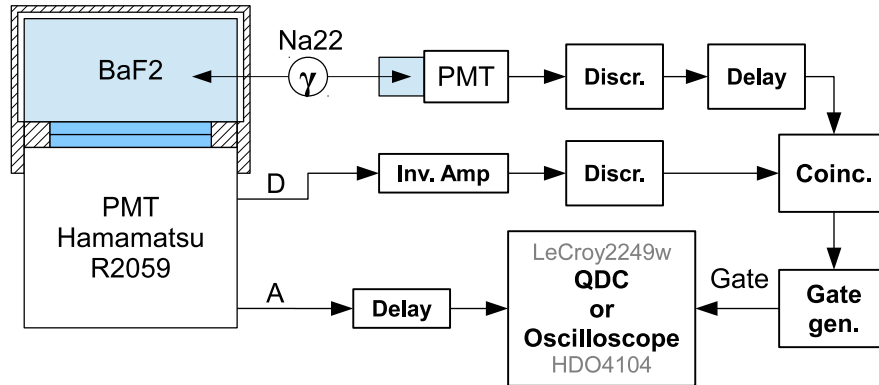 Na22
BaF2
γ
PMT
Discr.
Delay
D
Inv. Amp
Discr.
Coinc.
PMT
Hamamatsu
R2059
A
Delay
LeCroy2249w
QDC
or
Oscilloscope
HDO4104
Gate
Gate
gen.